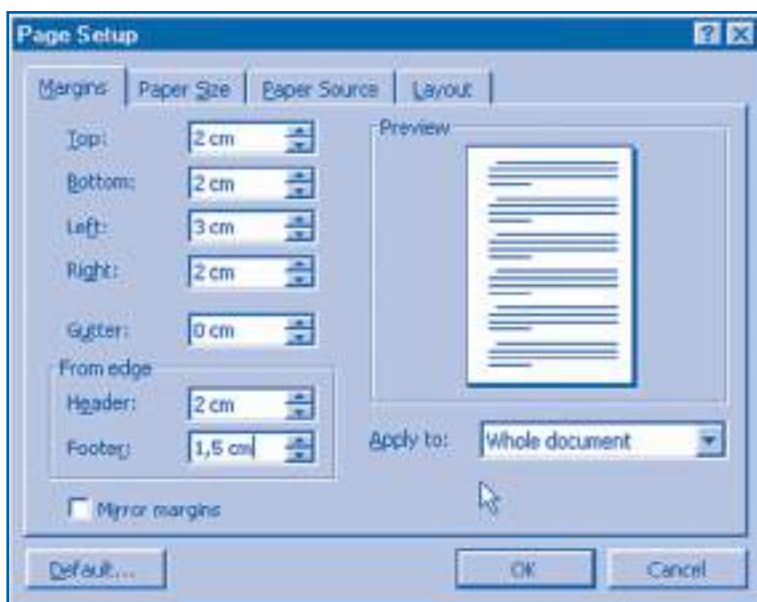 Page Setup
Margins Paper Size Paper Source Layout
Top: 2 cm
Bottom: 2 cm
Left: 3 cm
Right: 2 cm
Gutter: 0 cm
From edge
Header: 2 cm
Footer: 1,5 cm
Mirror margins
Preview
Apply to: Whole document
Default... OK Cancel